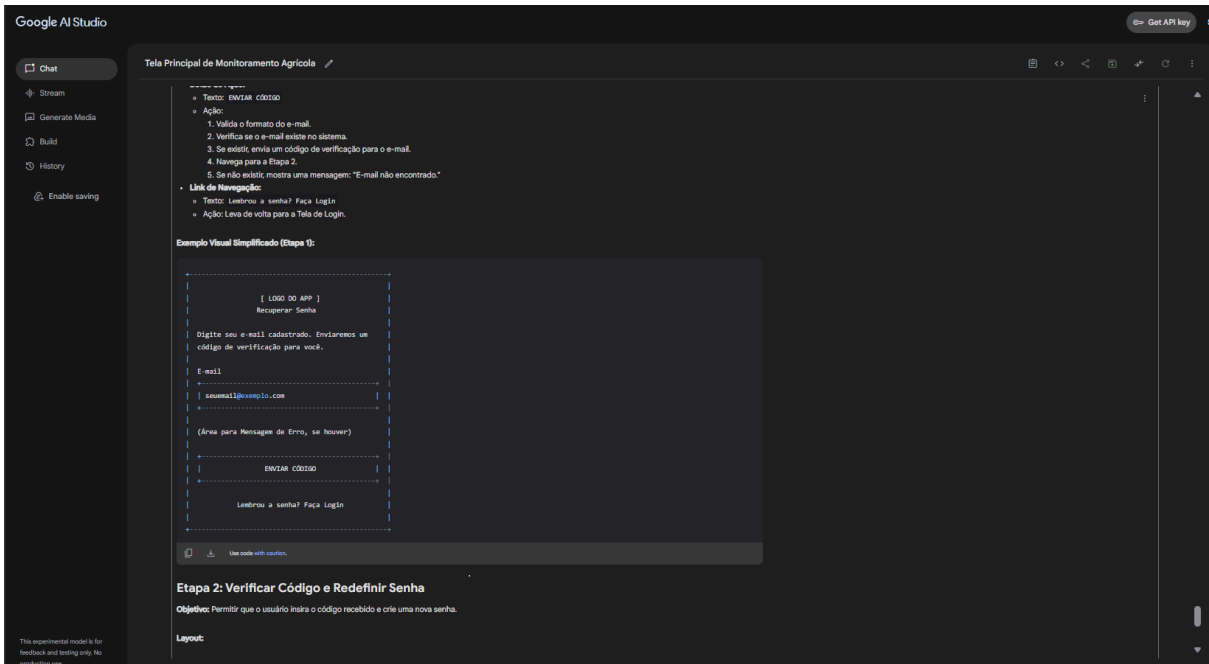 Google AI Studio
Get API key
Chat
Stream
Generate Media
Build
History
Enable saving
This experimental model is for
feedback and testing only. No
production use.
Tela Principal de Monitoramento Agrícola
Texto: ENVIAR CÓDIGO
Ação:
1. Valida o formato do e-mail.
2. Verifica se o e-mail existe no sistema.
3. Se existir, envia um código de verificação para o e-mail.
4. Navega para a Etapa 2.
5. Se não existir, mostra uma mensagem: "E-mail não encontrado."
Link de Navegação:
Texto: Lembrou a senha? Faça Login
Ação: Leva de volta para a Tela de Login.
Exemplo Visual Simplificado (Etapa 1):
[ LOGO DO APP ]
Recuperar Senha
Digite seu e-mail cadastrado. Enviaremos um
código de verificação para você.
E-mail
seuemail@exemplo.com
(Área para Mensagem de Erro, se houver)
ENVIAR CÓDIGO
Lembrou a senha? Faça Login
Use code with caution.
Etapa 2: Verificar Código e Redefinir Senha
Objetivo: Permitir que o usuário insira o código recebido e crie uma nova senha.
Layout: